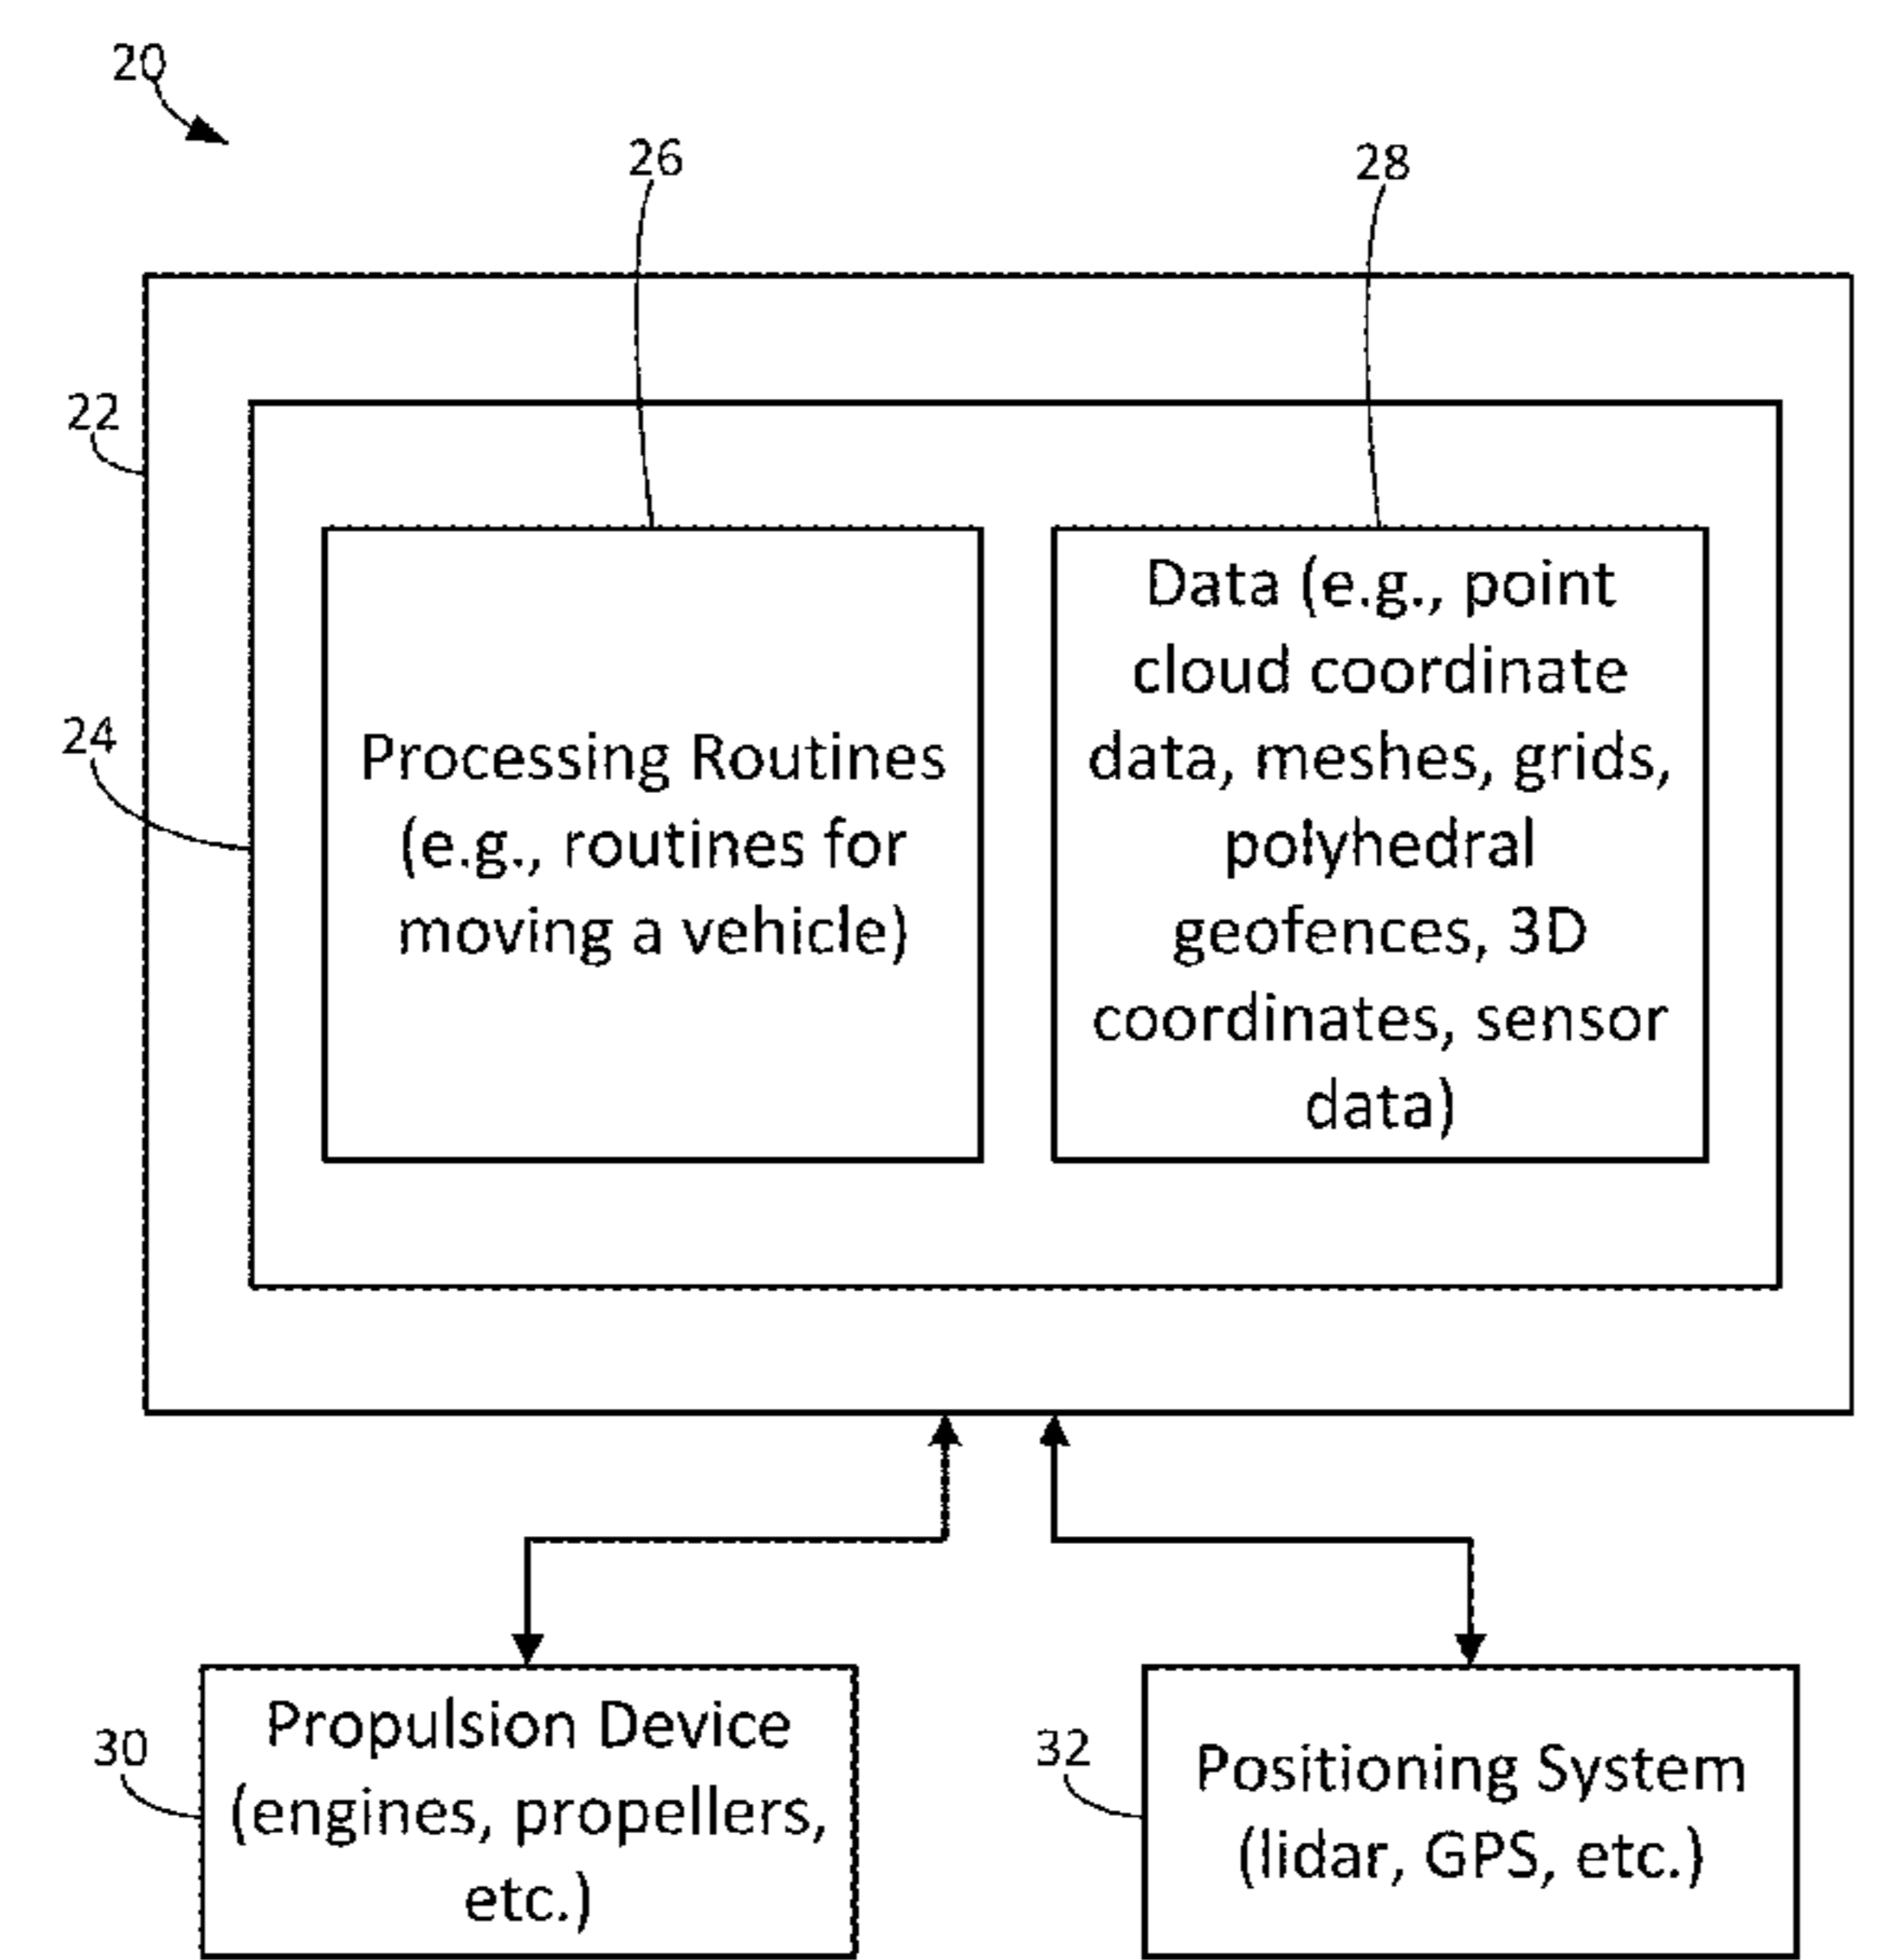 20
26
28
22
24
Processing Routines
(e.g., routines for
moving a vehicle)
Data (e.g., point
cloud coordinate
data, meshes, grids,
polyhedral
geofences, 3D
coordinates, sensor
data)
30
Propulsion Device
(engines, propellers,
etc.)
32
Positioning System
(lidar, GPS, etc.)